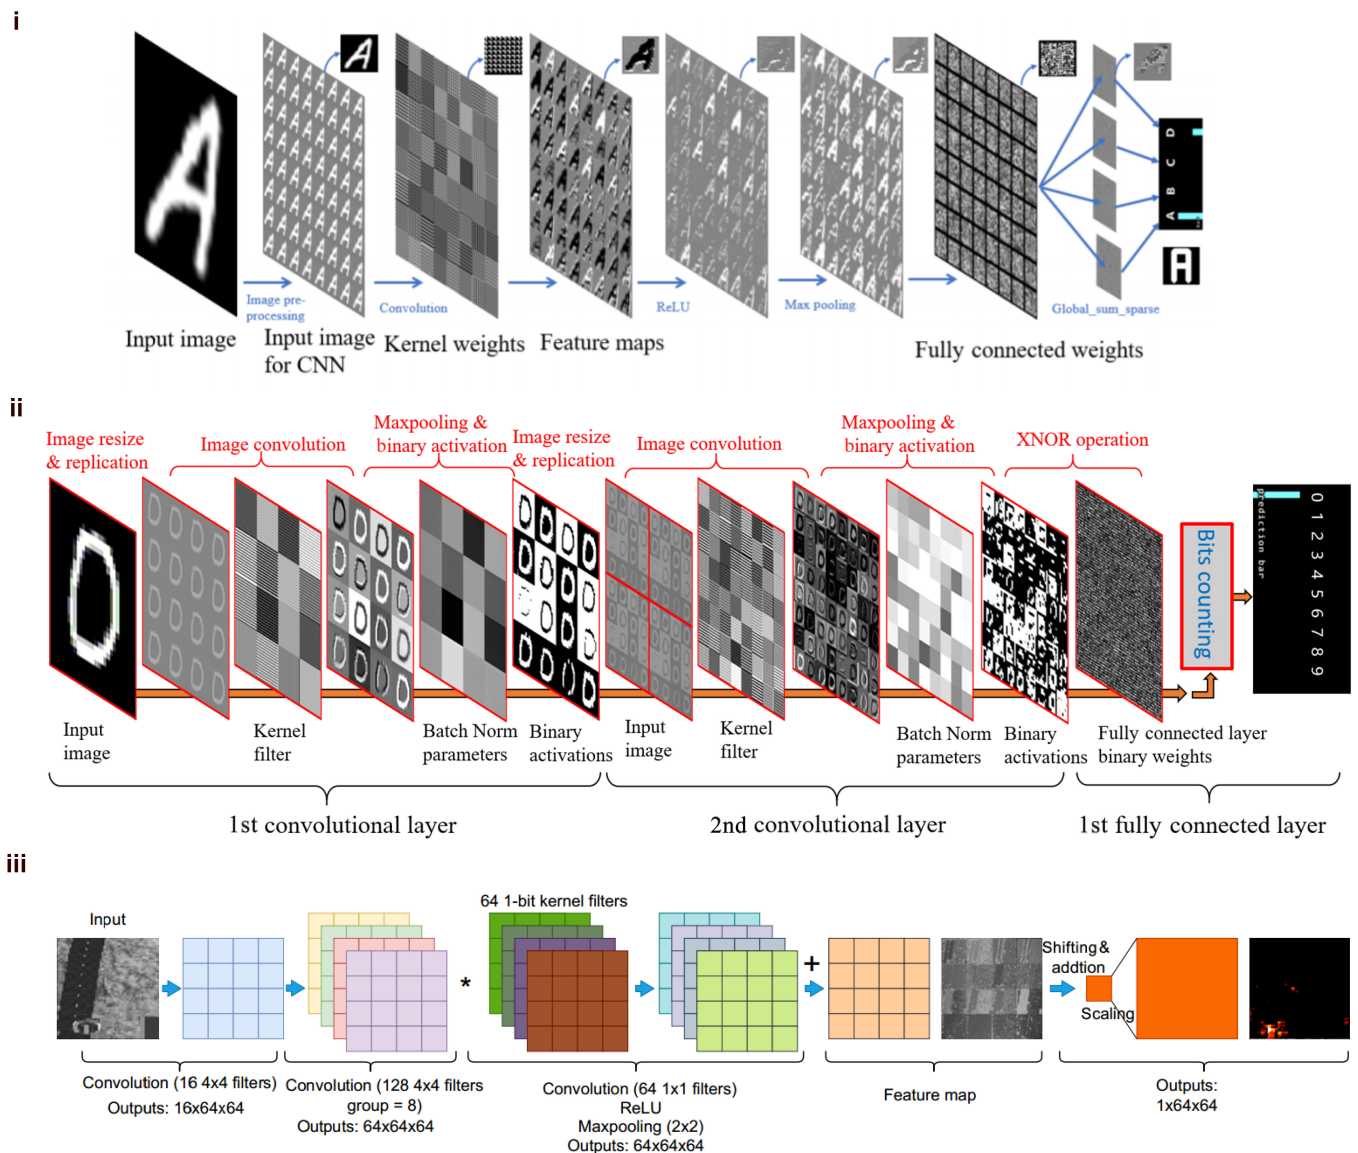 i
D
C
B
A
Image pre-
processing
Convolution
ReLU
Max pooling
Global_sum_sparse
Input image
Input image
for CNN
Kernel weights
Feature maps
Fully connected weights
ii
Image resize
& replication
Image convolution
Maxpooling &
binary activation
Image resize
& replication
Image convolution
Maxpooling &
binary activation
XNOR operation
Bits counting
prediction bar
0 1 2 3 4 5 6 7 8 9
Input
image
Kernel
filter
Batch Norm
parameters
Binary
activations
Input
image
Kernel
filter
Batch Norm
parameters
Binary
activations
Fully connected layer
binary weights
1st convolutional layer
2nd convolutional layer
1st fully connected layer
iii
Input
64 1-bit kernel filters
*
+
Shifting &
addtion
Scaling
Convolution (16 4x4 filters)
Outputs: 16x64x64
Convolution (128 4x4 filters
group = 8)
Outputs: 64x64x64
Convolution (64 1x1 filters)
ReLU
Maxpooling (2x2)
Outputs: 64x64x64
Feature map
Outputs:
1x64x64